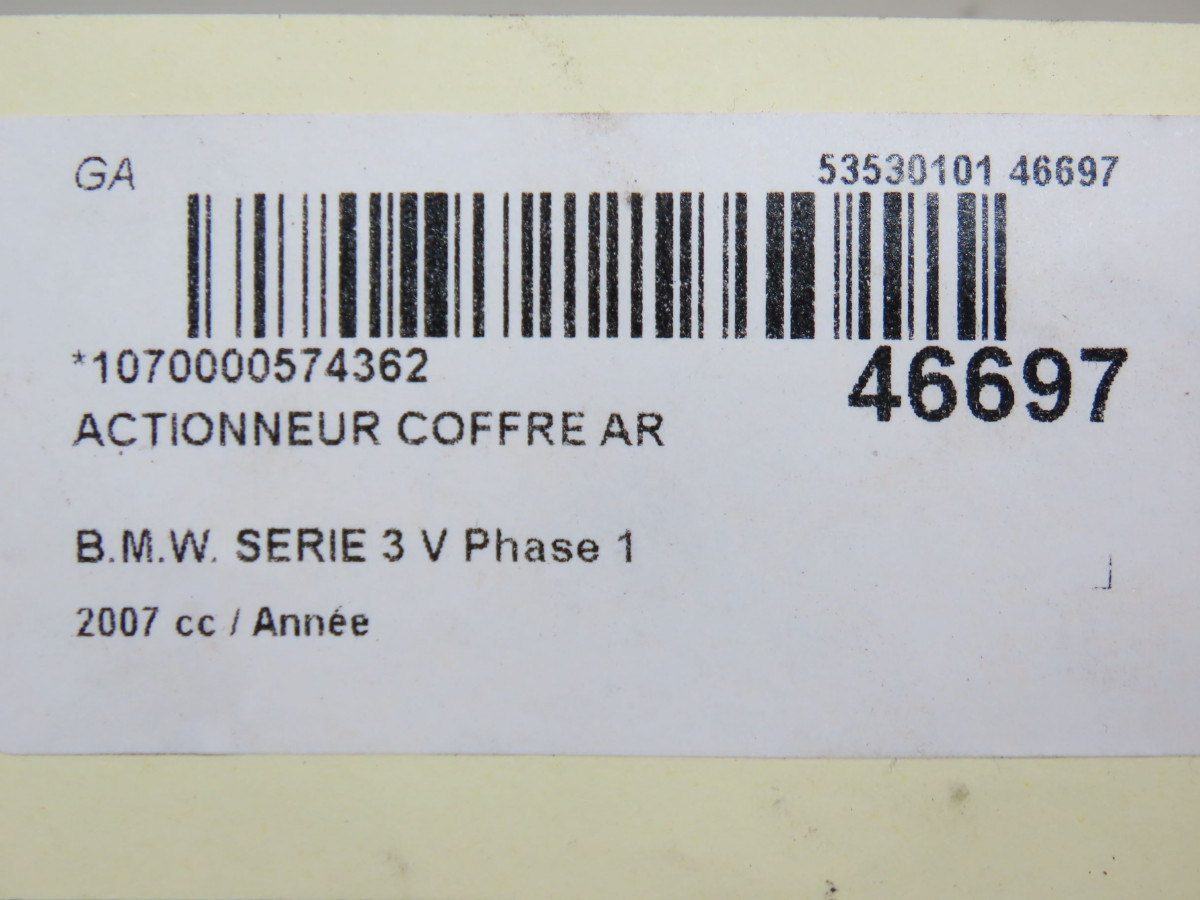 GA
53530101 46697
*1070000574362
46697
ACTIONNEUR COFFRE AR
B.M.W. SERIE 3 V Phase 1
2007 cc / Année